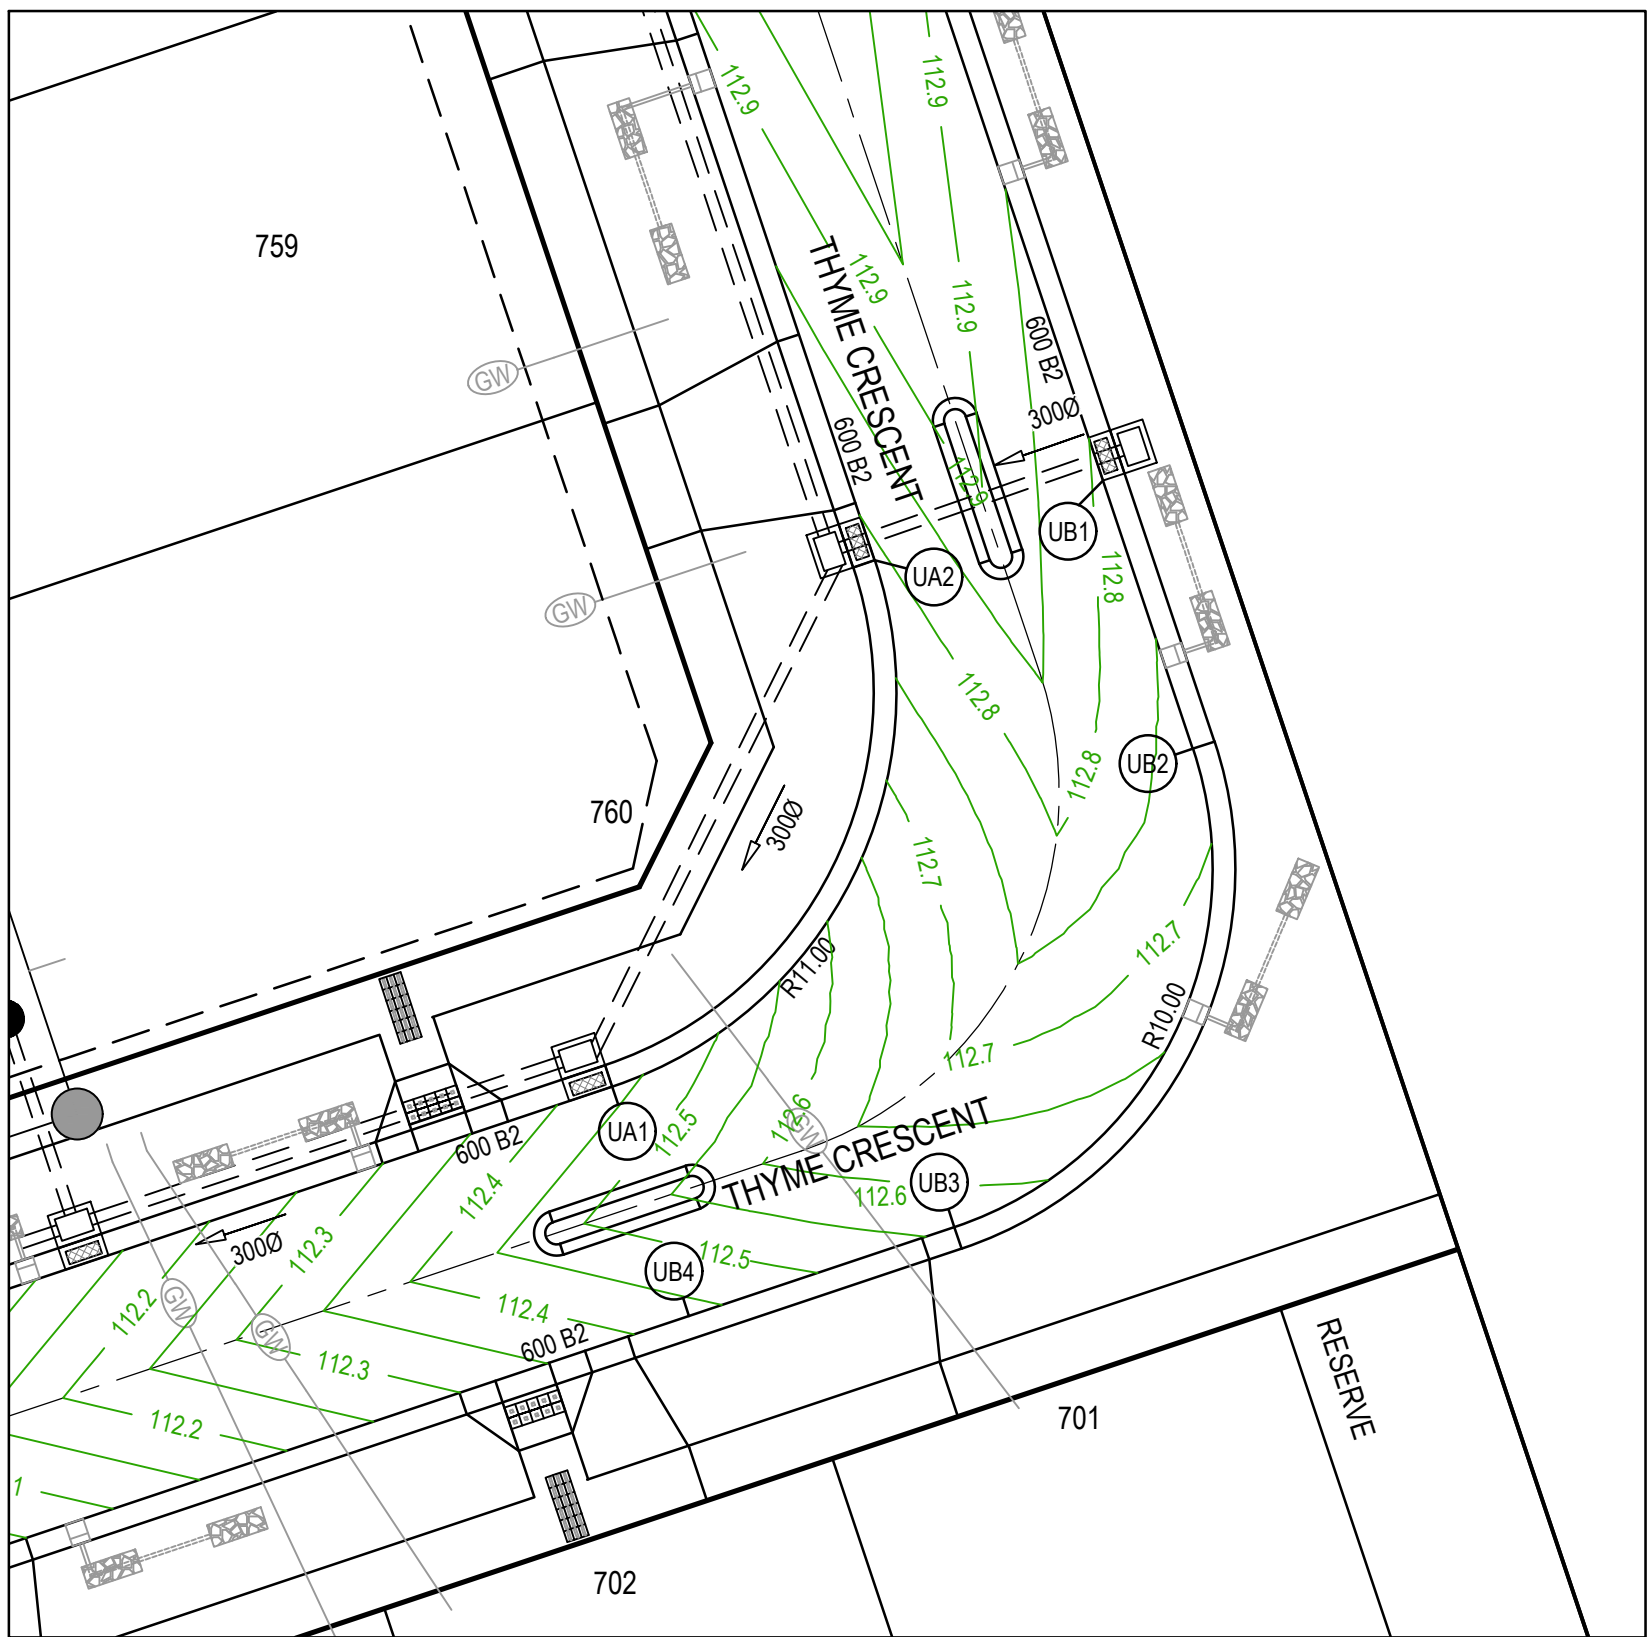 112.9
112.9
759
THYME CRESCENT
112.9
112.9
600 B2
GW
300Ø
600 B2
112.9
UB1
UA2
112.8
GW
112.8
UB2
112.8
760
300Ø
112.7
112.7
R11.00
R10.00
112.7
112.6
GW
112.5
UA1
600 B2
THYME CRESCENT
UB3
112.6
112.4
300Ø
112.3
112.5
UB4
112.2
GW
112.4
GW
600 B2
112.3
RESERVE
112.2
701
1
702